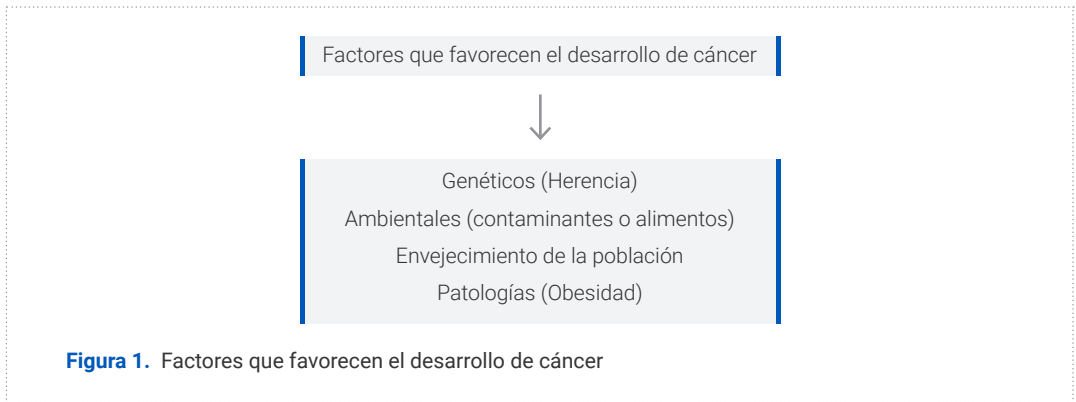 Factores que favorecen el desarrollo de cáncer
Genéticos (Herencia)
Ambientales (contaminantes o alimentos)
Envejecimiento de la población
Patologías (Obesidad)
Figura 1. Factores que favorecen el desarrollo de cáncer